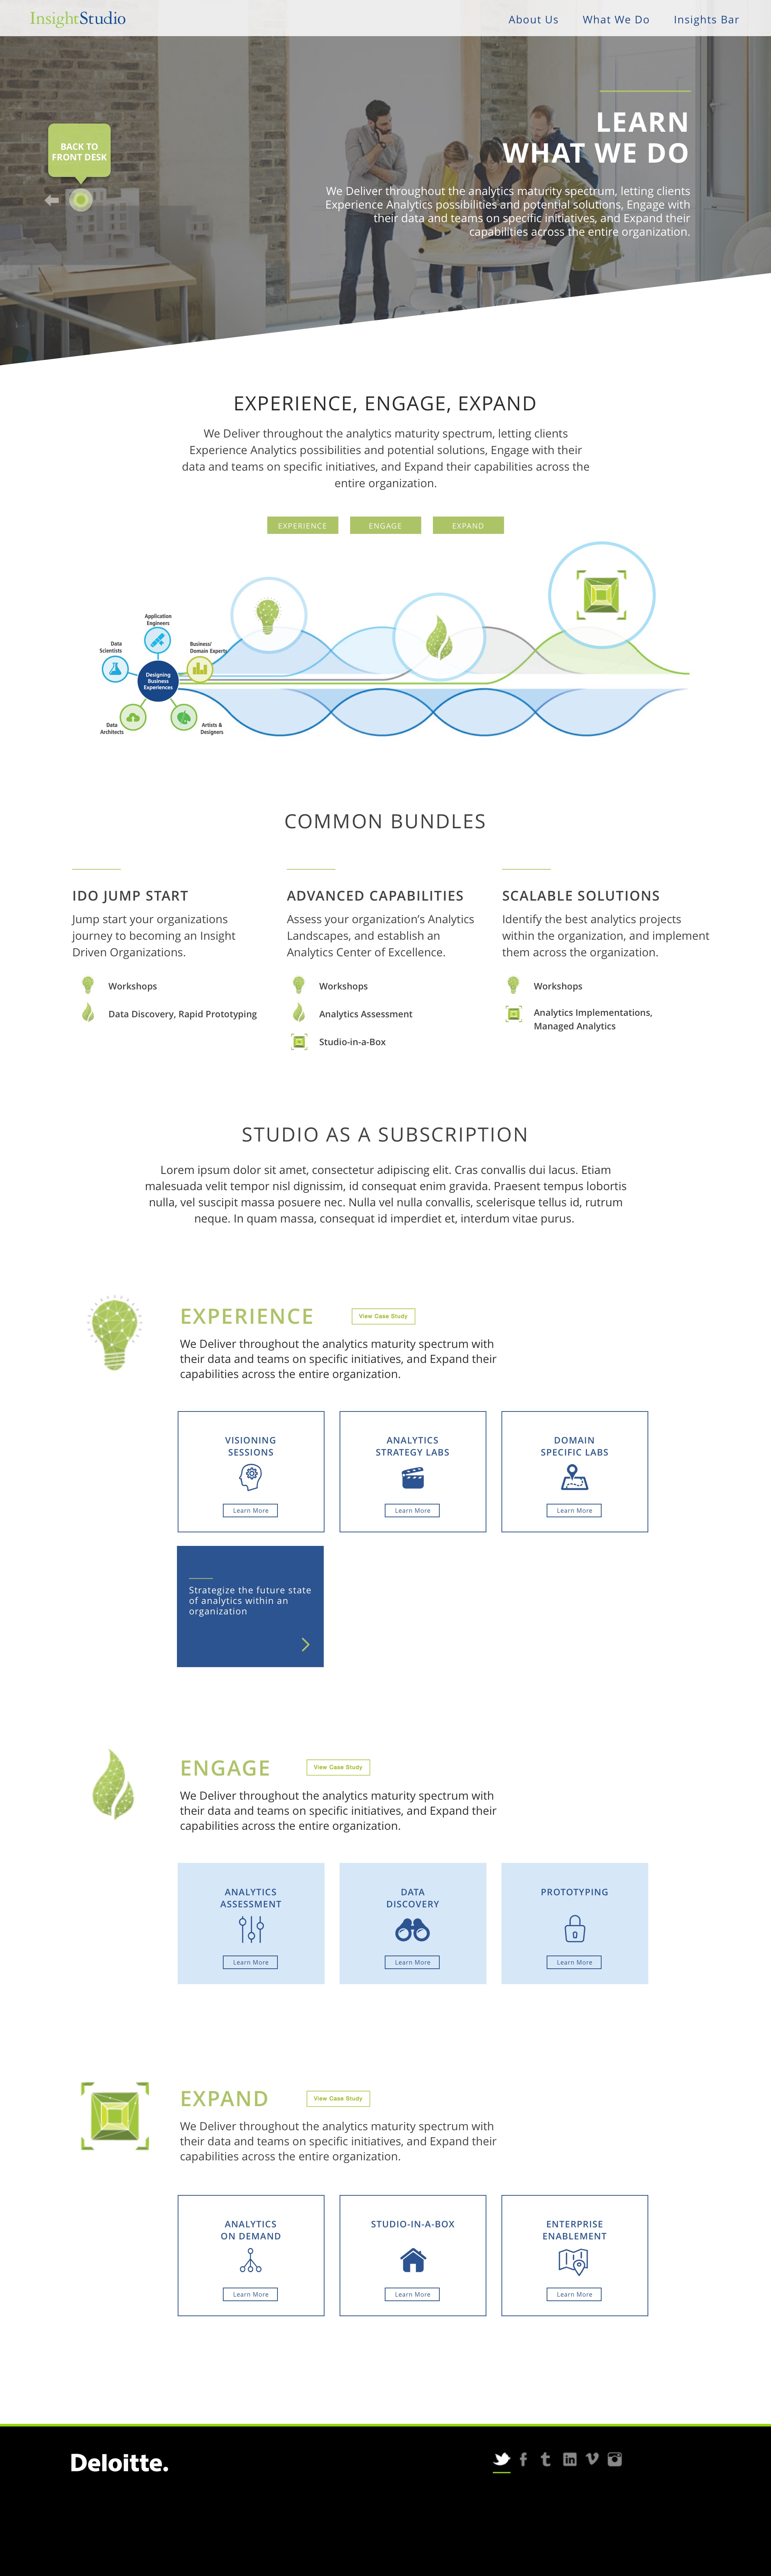 InsightStudio
About Us
What We Do
Insights Bar
BACK TO
FRONT DESK
LEARN
WHAT WE DO
We Deliver throughout the analytics maturity spectrum, letting clients
Experience Analytics possibilities and potential solutions, Engage with
their data and teams on specific initiatives, and Expand their
capabilities across the entire organization.
EXPERIENCE, ENGAGE, EXPAND
We Deliver throughout the analytics maturity spectrum, letting clients
Experience Analytics possibilities and potential solutions, Engage with their
data and teams on specific initiatives, and Expand their capabilities across the
entire organization.
EXPERIENCE
ENGAGE
EXPAND
Application
Engineers
Data
Scientists
Business/
Domain Experts
Designing
Business
Experiences
Data
Architects
Artists &
Designers
COMMON BUNDLES
IDO JUMP START
Jump start your organizations
journey to becoming an Insight
Driven Organizations.
Workshops
Data Discovery, Rapid Prototyping
ADVANCED CAPABILITIES
Assess your organization's Analytics
Landscapes, and establish an
Analytics Center of Excellence.
Workshops
Analytics Assessment
Studio-in-a-Box
SCALABLE SOLUTIONS
Identify the best analytics projects
within the organization, and implement
them across the organization.
Workshops
Analytics Implementations,
Managed Analytics
STUDIO AS A SUBSCRIPTION
Lorem ipsum dolor sit amet, consectetur adipiscing elit. Cras convallis dui lacus. Etiam
malesuada velit tempor nisl dignissim, id consequat enim gravida. Praesent tempus lobortis
nulla, vel suscipit massa posuere nec. Nulla vel nulla convallis, scelerisque tellus id, rutrum
neque. In quam massa, consequat id imperdiet et, interdum vitae purus.
EXPERIENCE
View Case Study
We Deliver throughout the analytics maturity spectrum with
their data and teams on specific initiatives, and Expand their
capabilities across the entire organization.
VISIONING
SESSIONS
Learn More
ANALYTICS
STRATEGY LABS
Learn More
DOMAIN
SPECIFIC LABS
Learn More
Strategize the future state
of analytics within an
organization
ENGAGE
View Case Study
We Deliver throughout the analytics maturity spectrum with
their data and teams on specific initiatives, and Expand their
capabilities across the entire organization.
ANALYTICS
ASSESSMENT
Learn More
DATA
DISCOVERY
Learn More
PROTOTYPING
Learn More
EXPAND
View Case Study
We Deliver throughout the analytics maturity spectrum with
their data and teams on specific initiatives, and Expand their
capabilities across the entire organization.
ANALYTICS
ON DEMAND
Learn More
STUDIO-IN-A-BOX
Learn More
ENTERPRISE
ENABLEMENT
Learn More
Deloitte.